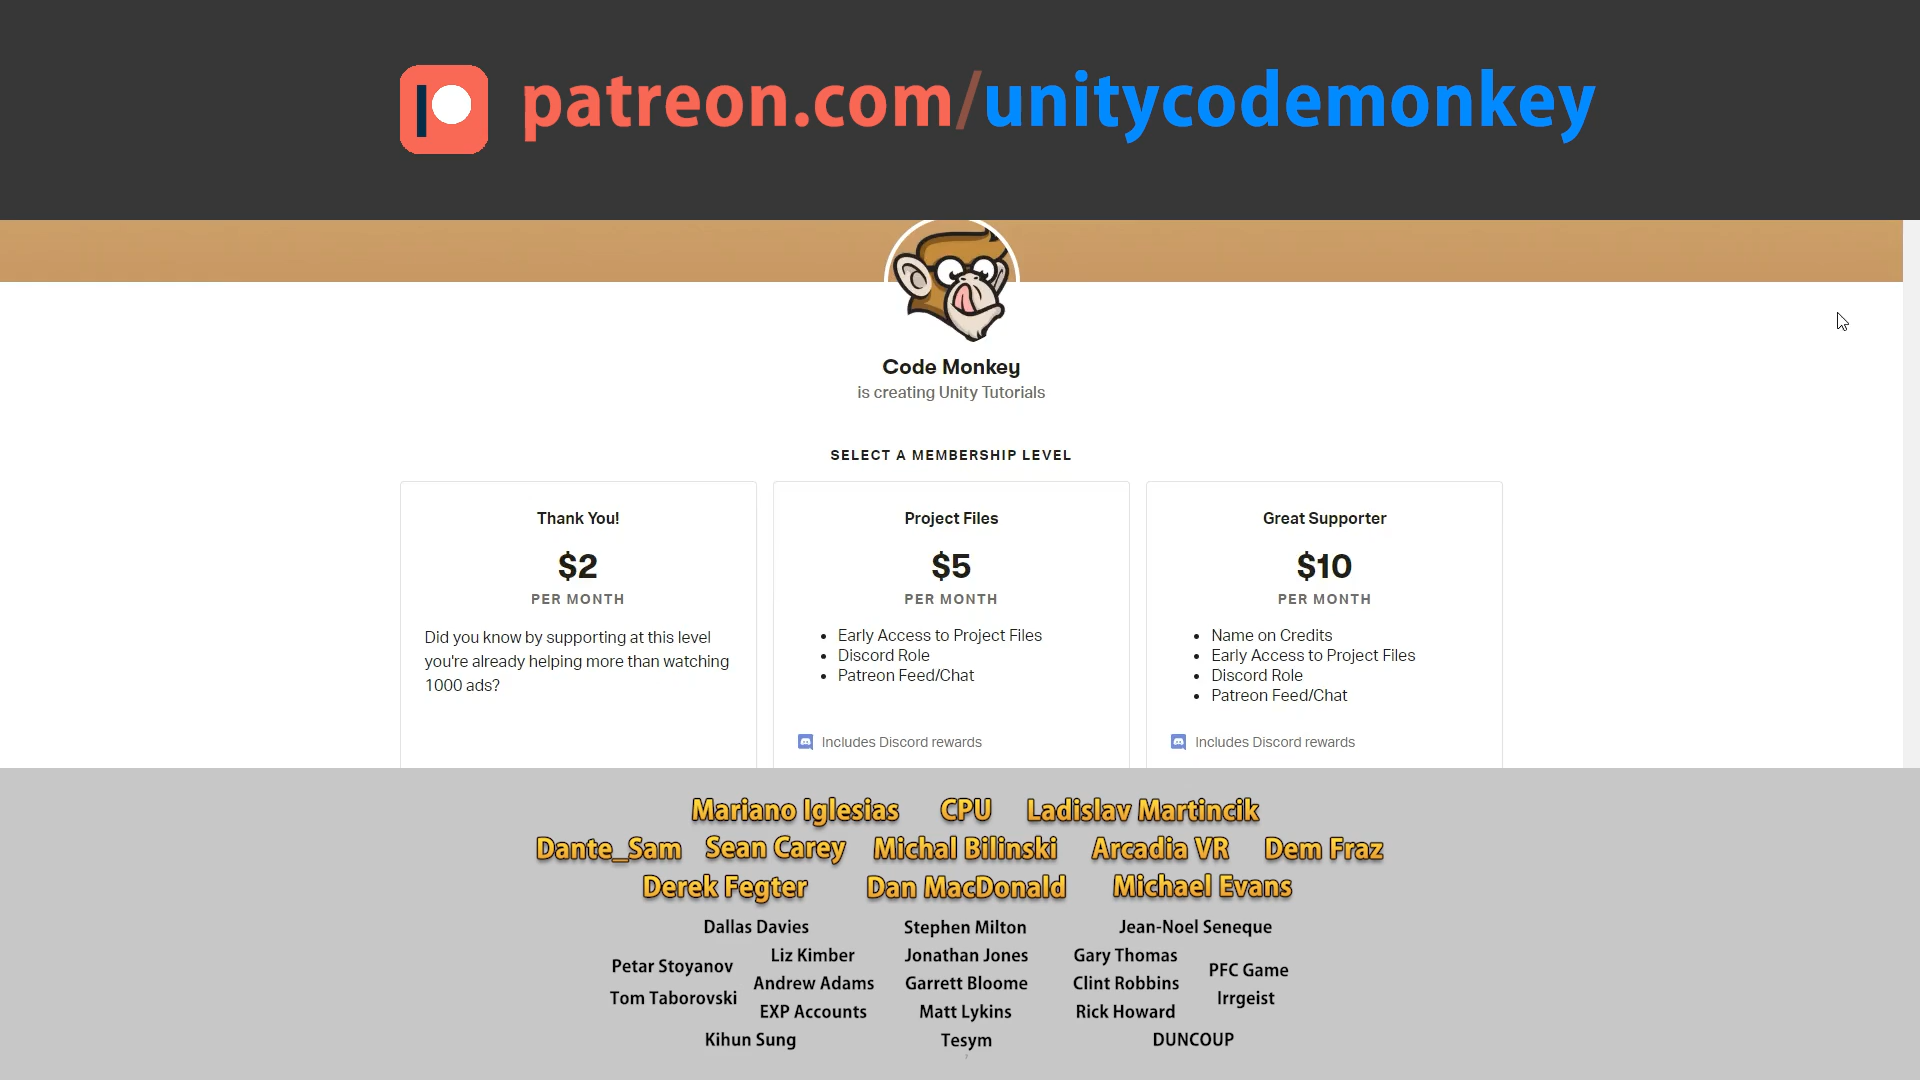 patreon.com/unitycodemonkey
Code Monkey
is creating Unity Tutorials
SELECT A MEMBERSHIP LEVEL
Thank You!
$2
PER MONTH
Did you know by supporting at this level
you're already helping more than watching
1000 ads?
Project Files
$5
PER MONTH
• Early Access to Project Files
• Discord Role
• Patreon Feed/Chat
Includes Discord rewards
Great Supporter
$10
PER MONTH
• Name on Credits
• Early Access to Project Files
• Discord Role
• Patreon Feed/Chat
Includes Discord rewards
Mariano Iglesias CPU Ladislav Martincik
Dante_Sam Sean Carey Michal Bilinski Arcadia VR Dem Fraz
Derek Fegter Dan MacDonald Michael Evans
Dallas Davies Stephen Milton Jean-Noel Seneque
Liz Kimber Jonathan Jones Gary Thomas
Petar Stoyanov PFC Game
Andrew Adams Garrett Bloome Clint Robbins
Tom Taborovski Irrgeist
EXP Accounts Matt Lykins Rick Howard
Kihun Sung Tesym DUNCOUP